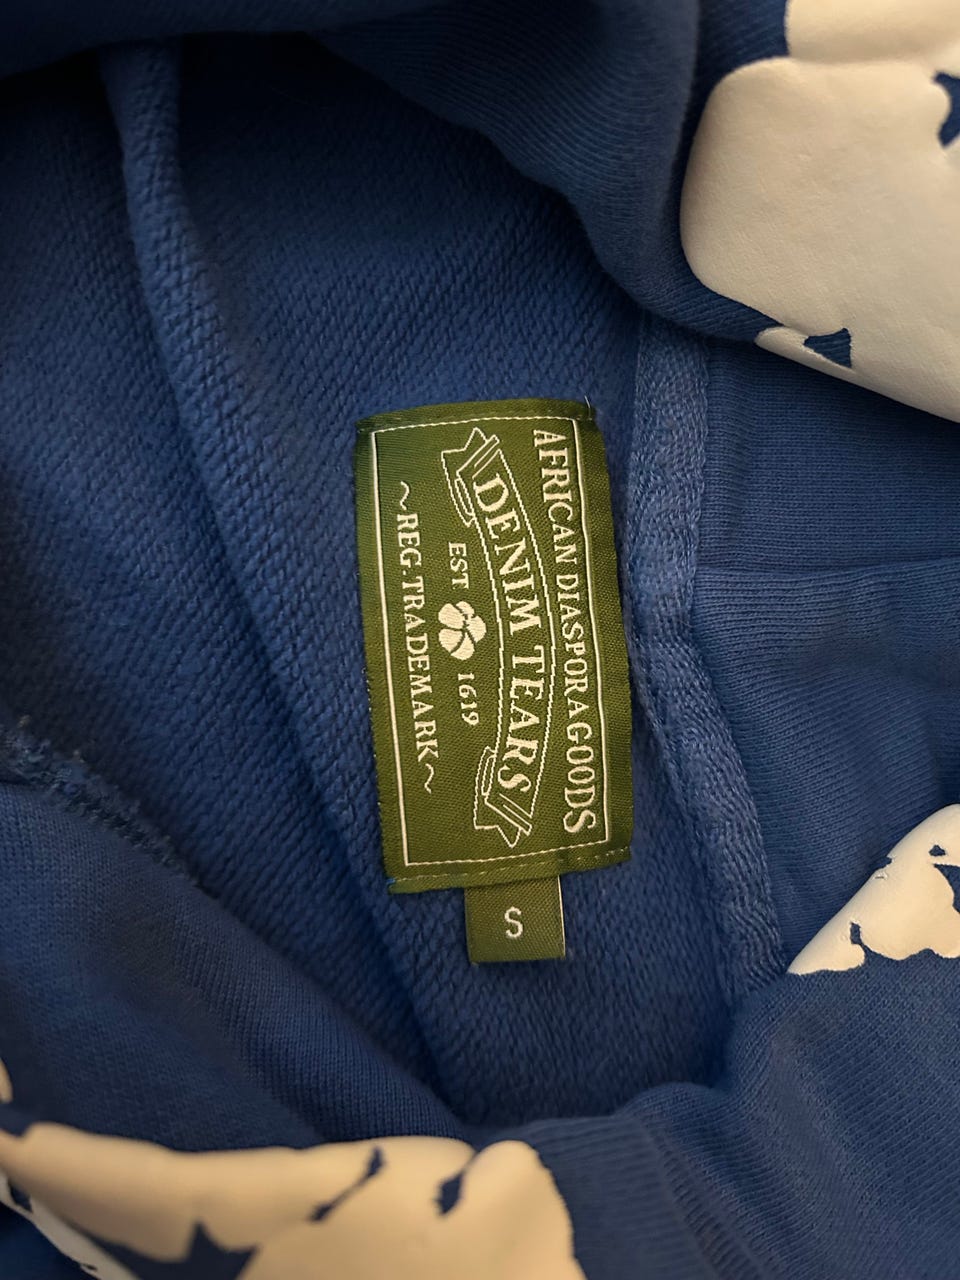 AFRICAN DIASPORA GOODS
DENIM TEARS
EST 1619
~REG. TRADEMARK~
S